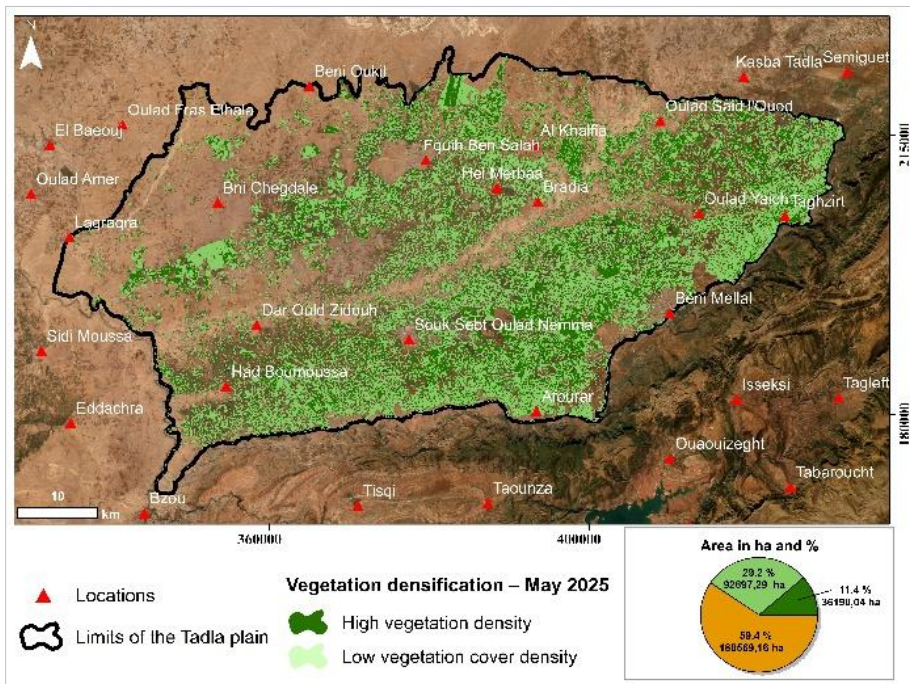 N
Kasba Tadla
Semiguet
Beni Oukil
Oulad Fras Elhala
Oulad Said l'Oued
El Baeouj
Al Khalfia
215000
Fquih Ben Salah
Oulad Amer
Hel Merbaa
Bni Chegdale
Bradia
Oulad Yaich
Taghzirt
Lagraqra
Beni Mellal
Dar Ould Zidouh
Sidi Moussa
Souk Sebt Oulad Nemma
Had Boumoussa
Isseksi
Tagleft
Eddachra
Afourar
180000
Ouaouizeght
Tabaroucht
10
km
Bzou
Tisqi
Taounza
360000
400000
Locations
Limits of the Tadla plain
Vegetation densification – May 2025
High vegetation density
Low vegetation cover density
Area in ha and %
29.2 %
92697,29 ha
11.4 %
36190,04 ha
59.4 %
188569,16 ha